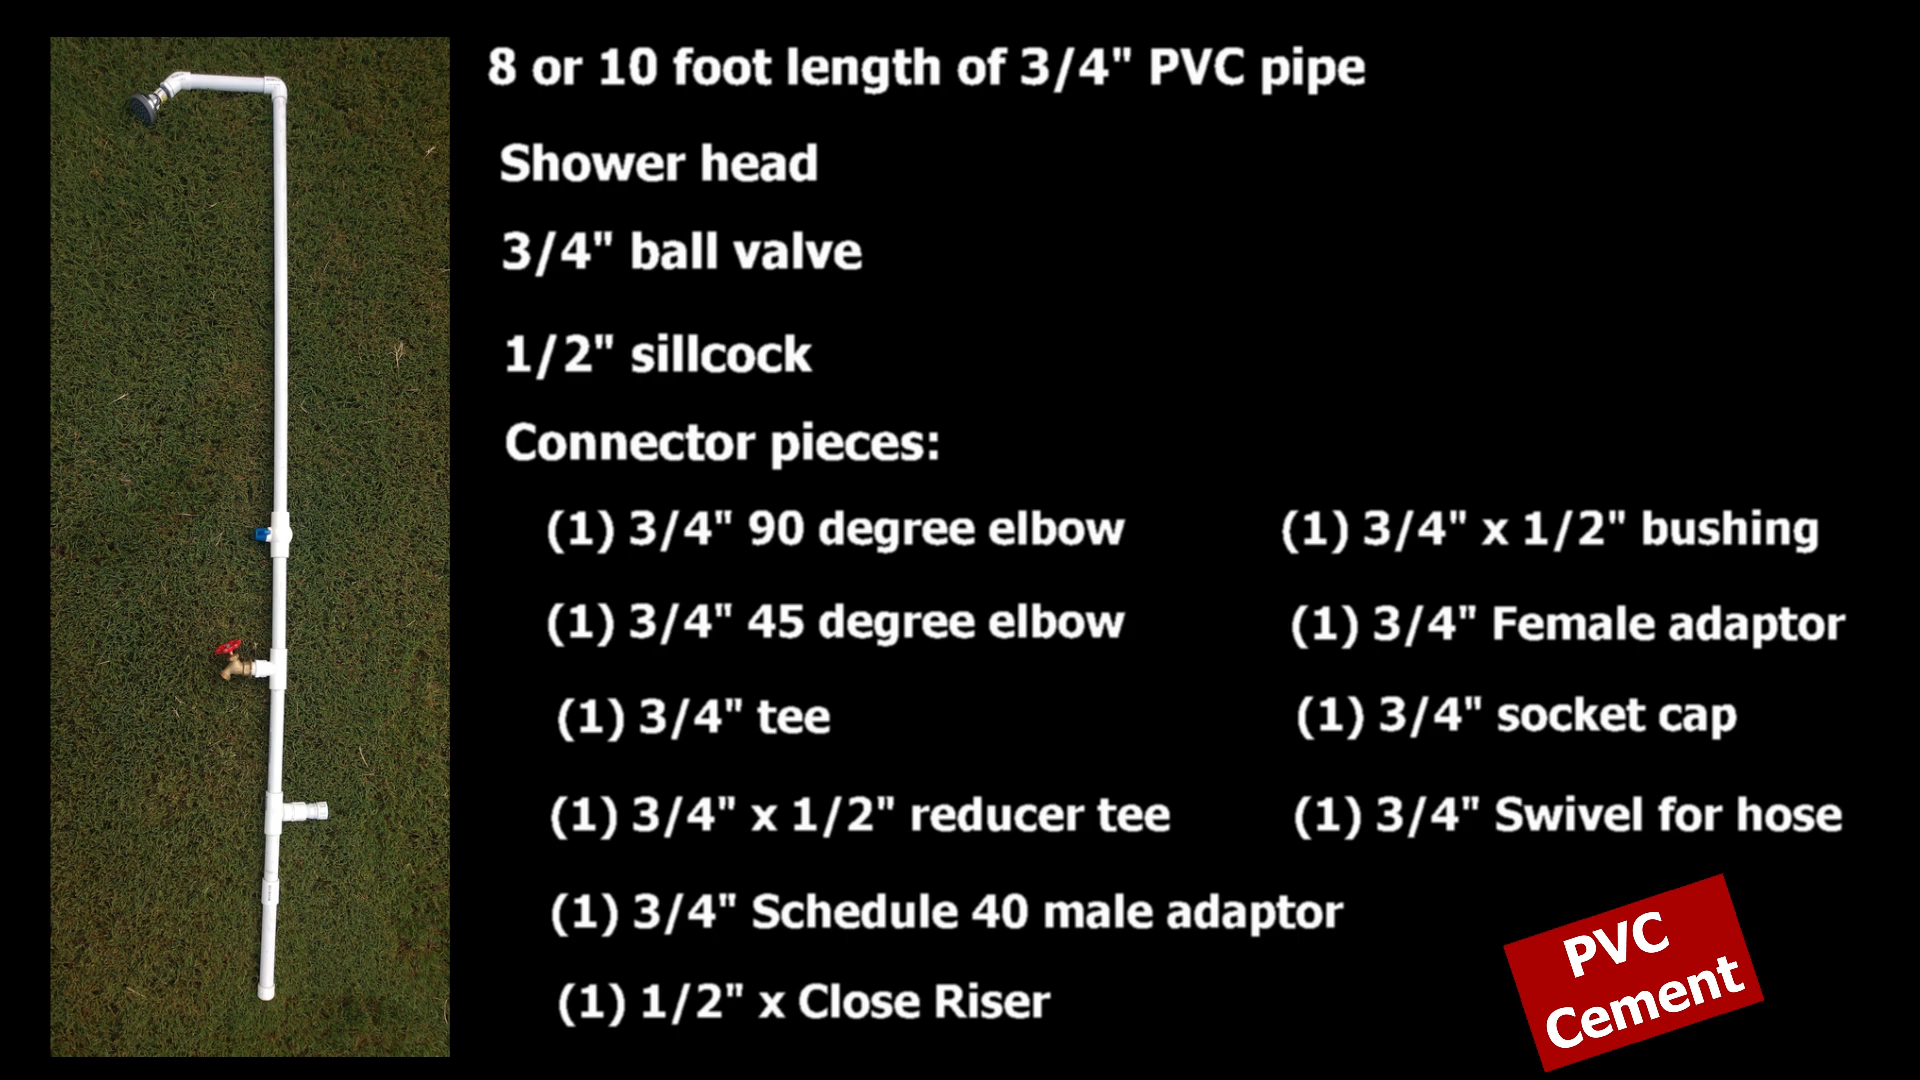 8 or 10 foot length of 3/4" PVC pipe
Shower head
3/4" ball valve
1/2" sillcock
Connector pieces:
(1) 3/4" 90 degree elbow
(1) 3/4" 45 degree elbow
(1) 3/4" tee
(1) 3/4" x 1/2" reducer tee
(1) 3/4" Schedule 40 male adaptor
(1) 1/2" x Close Riser
(1) 3/4" x 1/2" bushing
(1) 3/4" Female adaptor
(1) 3/4" socket cap
(1) 3/4" Swivel for hose
PVC
Cement